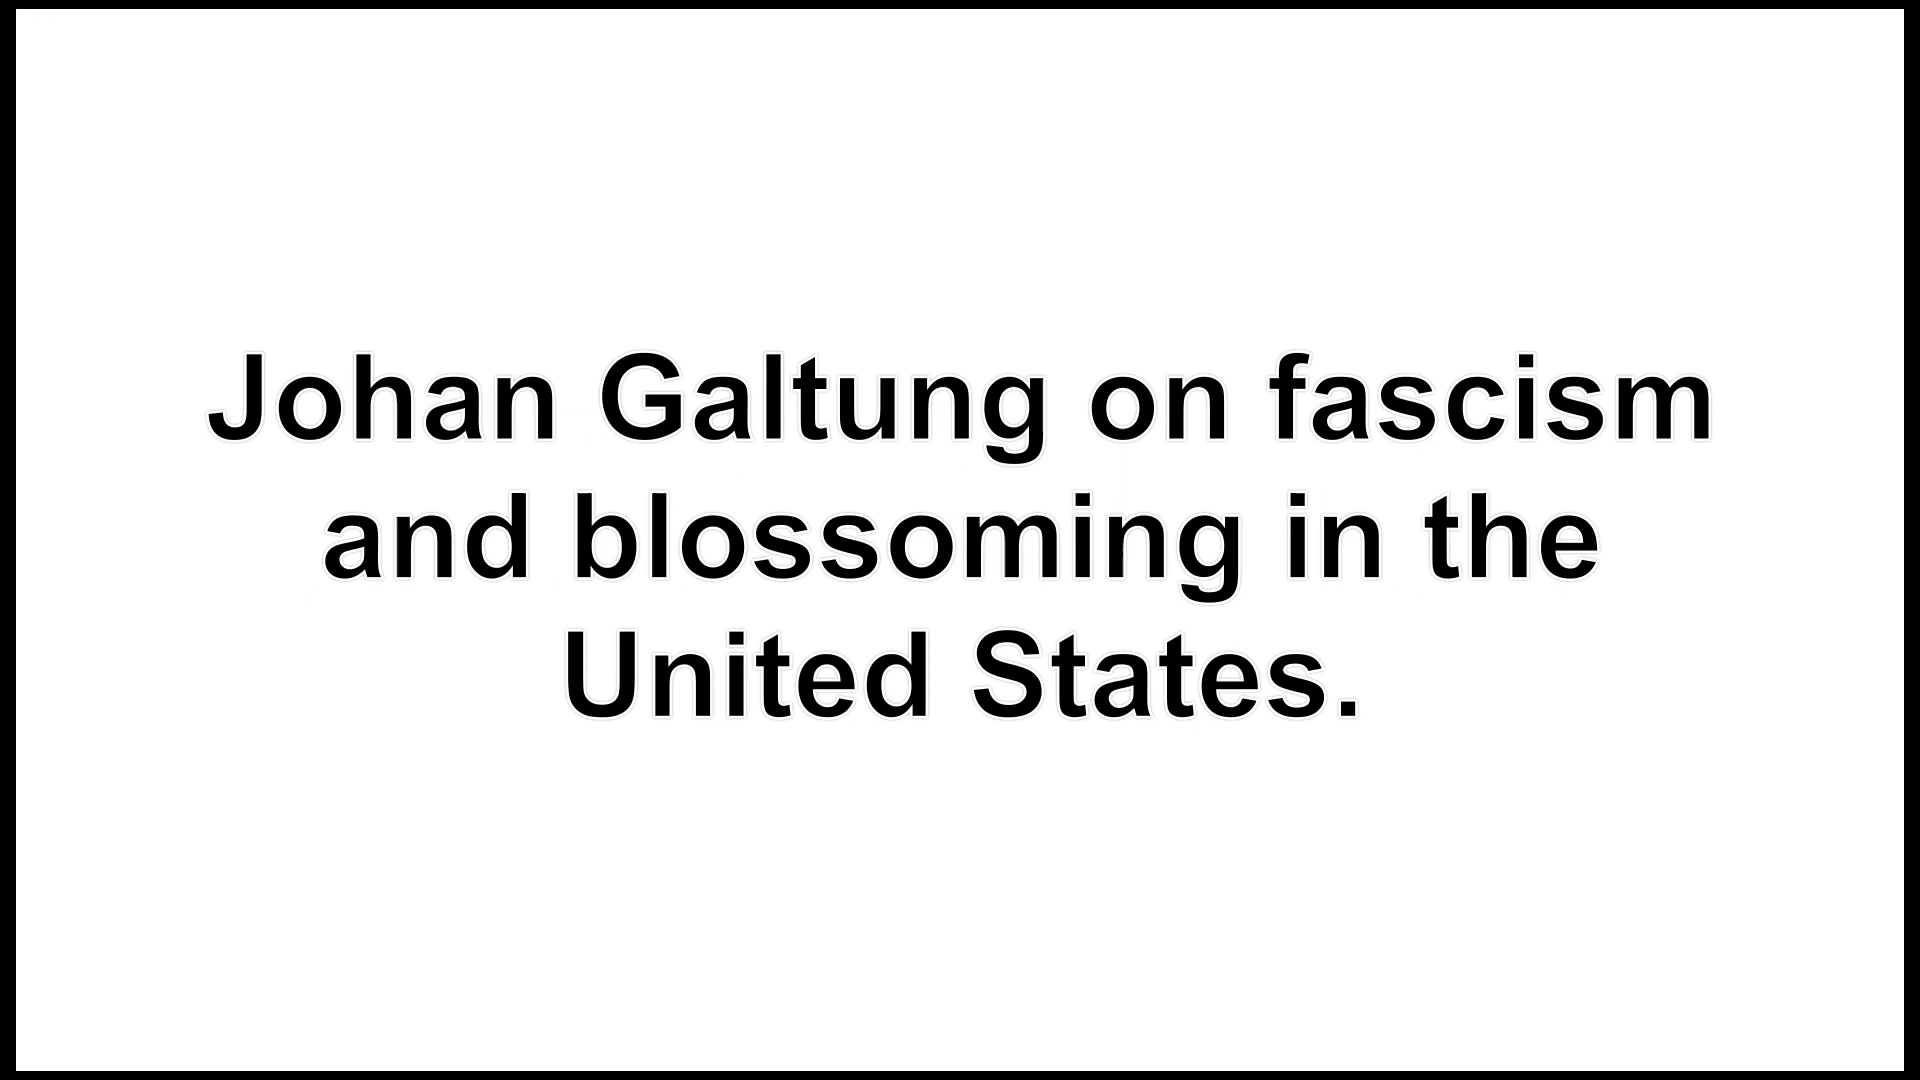 Johan Galtung on fascism
and blossoming in the
United States.